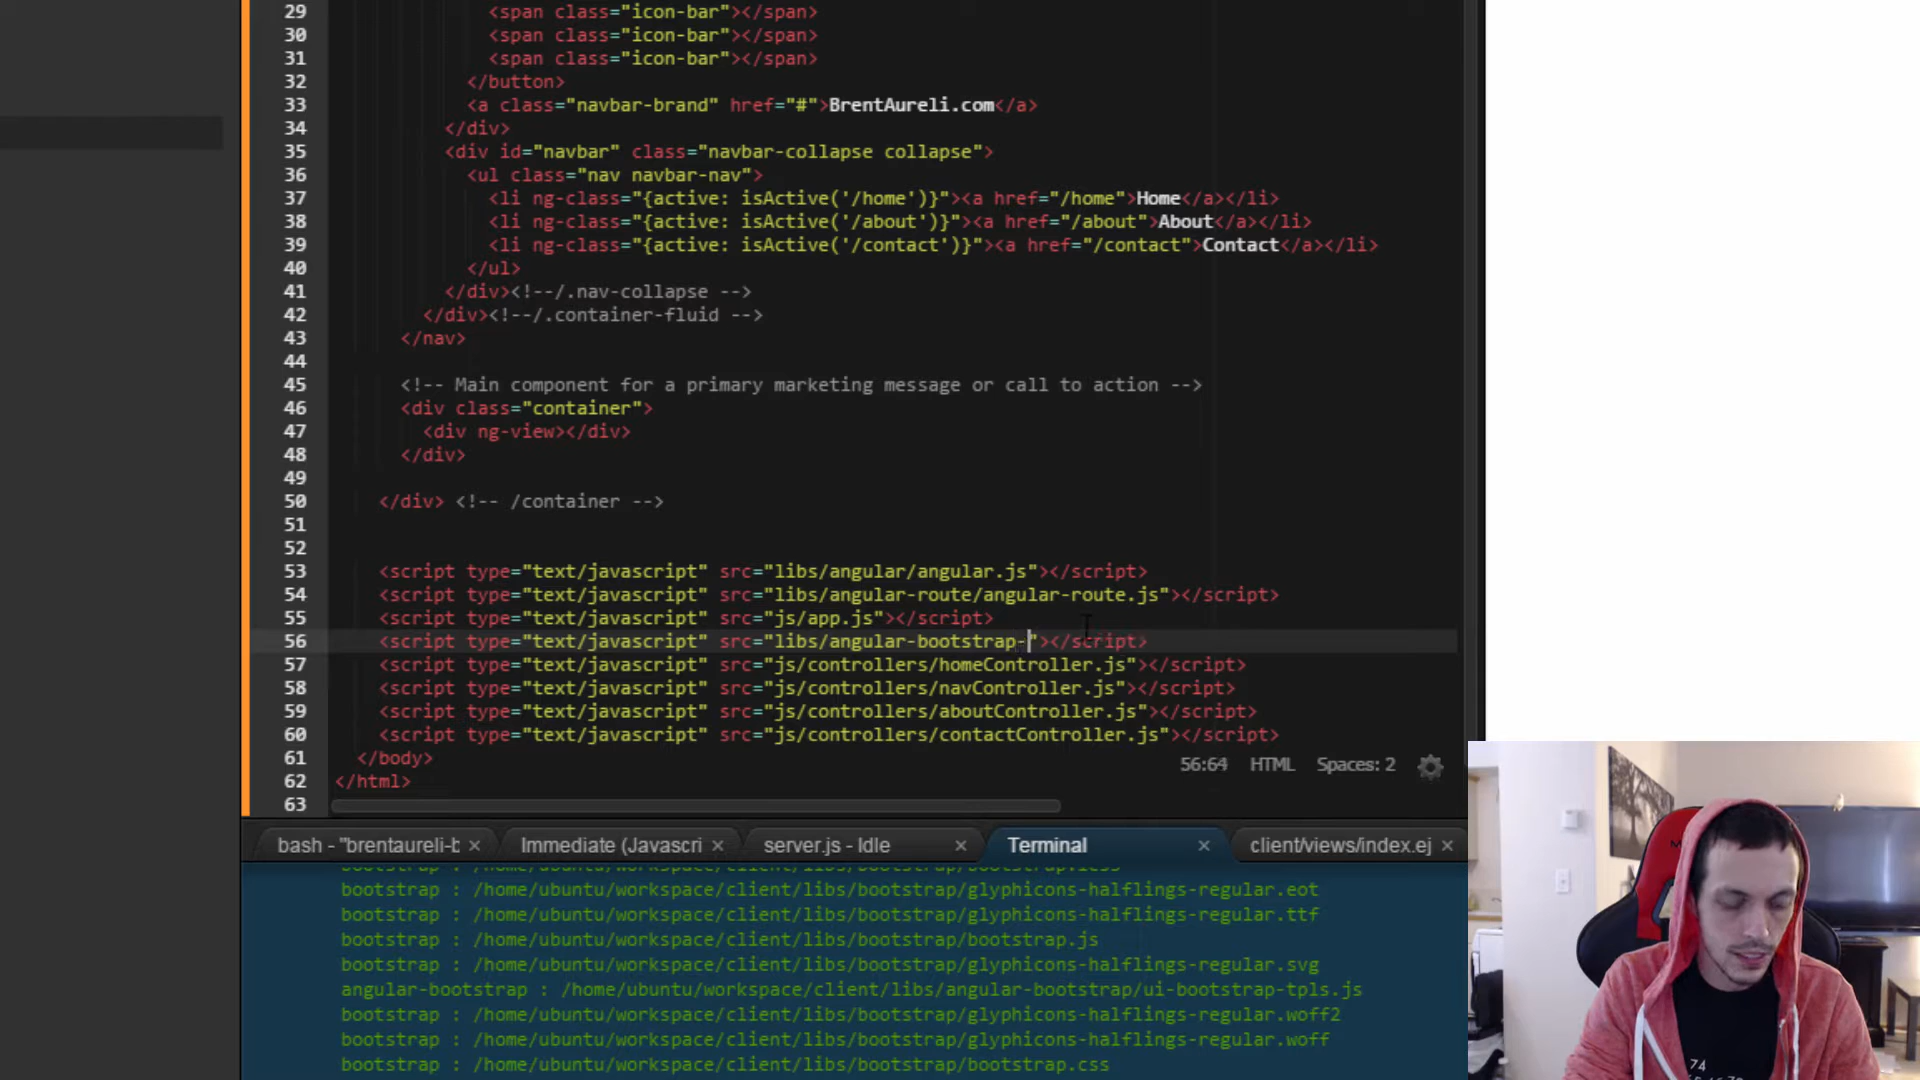 29 <span class="icon-bar"></span>
30 <span class="icon-bar"></span>
31 <span class="icon-bar"></span>
32 </button>
33 <a class="navbar-brand" href="#">BrentAureli.com</a>
34 </div>
35 <div id="navbar" class="navbar-collapse collapse">
36 <ul class="nav navbar-nav">
37 <li ng-class="{active: isActive('/home')}"><a href="/home">Home</a></li>
38 <li ng-class="{active: isActive('/about')}"><a href="/about">About</a></li>
39 <li ng-class="{active: isActive('/contact')}"><a href="/contact">Contact</a></li>
40 </ul>
41 </div><!--/.nav-collapse -->
42 </div><!--/.container-fluid -->
43 </nav>
44
45 <!-- Main component for a primary marketing message or call to action -->
46 <div class="container">
47 <div ng-view></div>
48 </div>
49
50 </div> <!-- /container -->
51
52
53 <script type="text/javascript" src="libs/angular/angular.js"></script>
54 <script type="text/javascript" src="libs/angular-route/angular-route.js"></script>
55 <script type="text/javascript" src="js/app.js"></script>
56 <script type="text/javascript" src="libs/angular-bootstrap-"></script>
57 <script type="text/javascript" src="js/controllers/homeController.js"></script>
58 <script type="text/javascript" src="js/controllers/navController.js"></script>
59 <script type="text/javascript" src="js/controllers/aboutController.js"></script>
60 <script type="text/javascript" src="js/controllers/contactController.js"></script>
61 </body>
62 </html>
63
56:64 HTML Spaces: 2
bash - "brentaureli-b Immediate (Javascri server.js - Idle Terminal client/views/index.ej
bootstrap : /home/ubuntu/workspace/client/libs/bootstrap/glyphicons-halflings-regular.eot
bootstrap : /home/ubuntu/workspace/client/libs/bootstrap/glyphicons-halflings-regular.ttf
bootstrap : /home/ubuntu/workspace/client/libs/bootstrap/bootstrap.js
bootstrap : /home/ubuntu/workspace/client/libs/bootstrap/glyphicons-halflings-regular.svg
angular-bootstrap : /home/ubuntu/workspace/client/libs/angular-bootstrap/ui-bootstrap-tpls.js
bootstrap : /home/ubuntu/workspace/client/libs/bootstrap/glyphicons-halflings-regular.woff2
bootstrap : /home/ubuntu/workspace/client/libs/bootstrap/glyphicons-halflings-regular.woff
bootstrap : /home/ubuntu/workspace/client/libs/bootstrap/bootstrap.css
74